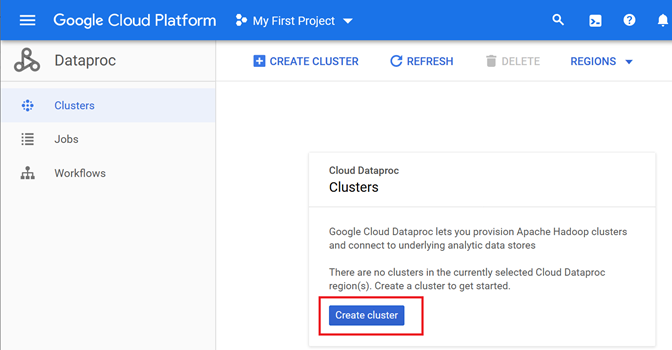 Google Cloud Platform My First Project
Dataproc CREATE CLUSTER REFRESH DELETE REGIONS
Clusters
Jobs
Workflows
Cloud Dataproc
Clusters
Google Cloud Dataproc lets you provision Apache Hadoop clusters
and connect to underlying analytic data stores
There are no clusters in the currently selected Cloud Dataproc
region(s). Create a cluster to get started.
Create cluster